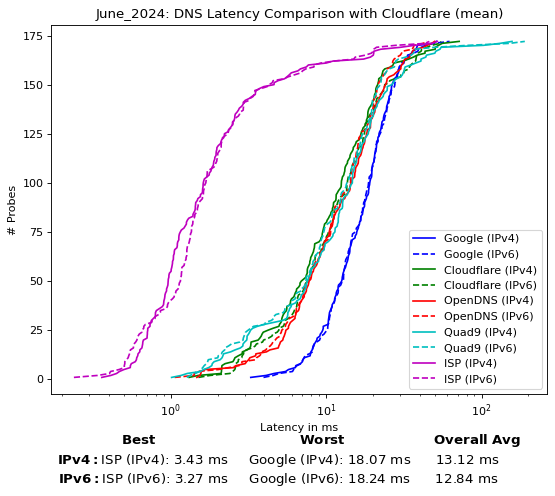 June_2024: DNS Latency Comparison with Cloudflare (mean)
175
150
125
100
75
50
25
0
# Probes
Google (IPv4)
Google (IPv6)
Cloudflare (IPv4)
Cloudflare (IPv6)
OpenDNS (IPv4)
OpenDNS (IPv6)
Quad9 (IPv4)
Quad9 (IPv6)
ISP (IPv4)
ISP (IPv6)
10⁰ 10¹ 10²
Latency in ms
Best Worst Overall Avg
IPv4: ISP (IPv4): 3.43 ms Google (IPv4): 18.07 ms 13.12 ms
IPv6: ISP (IPv6): 3.27 ms Google (IPv6): 18.24 ms 12.84 ms